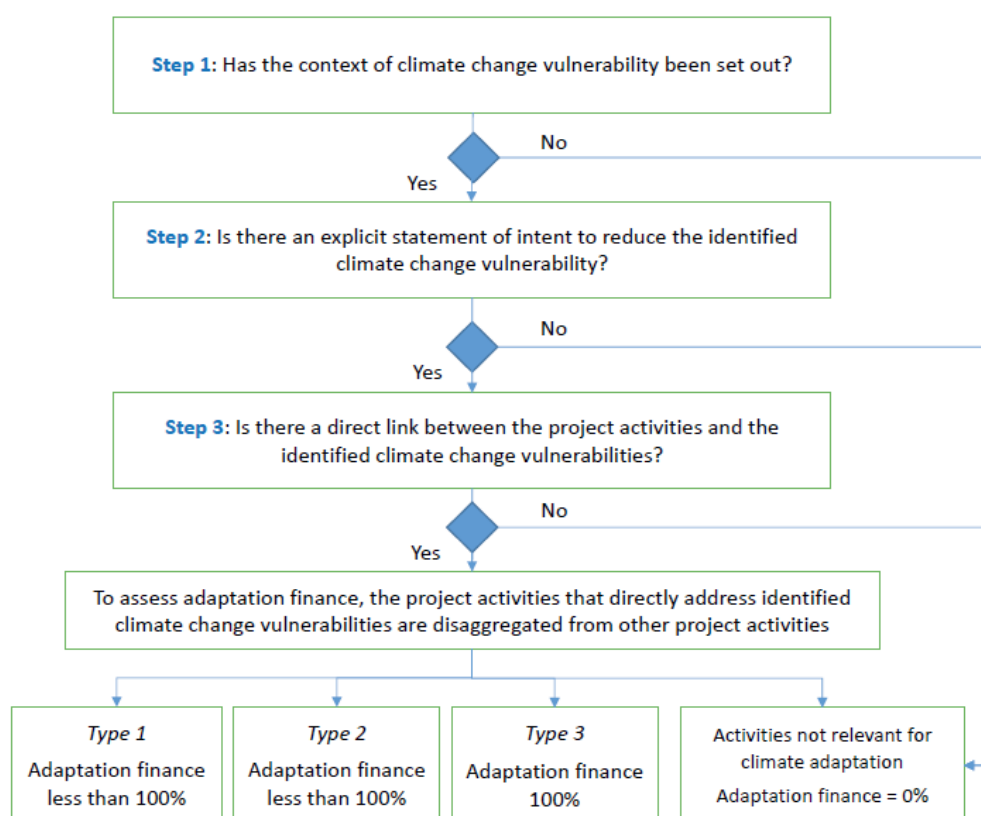 Step 1: Has the context of climate change vulnerability been set out?
No
Yes
Step 2: Is there an explicit statement of intent to reduce the identified
climate change vulnerability?
No
Yes
Step 3: Is there a direct link between the project activities and the
identified climate change vulnerabilities?
No
Yes
To assess adaptation finance, the project activities that directly address identified
climate change vulnerabilities are disaggregated from other project activities
Type 1
Adaptation finance
less than 100%
Type 2
Adaptation finance
less than 100%
Type 3
Adaptation finance
100%
Activities not relevant for
climate adaptation
Adaptation finance = 0%